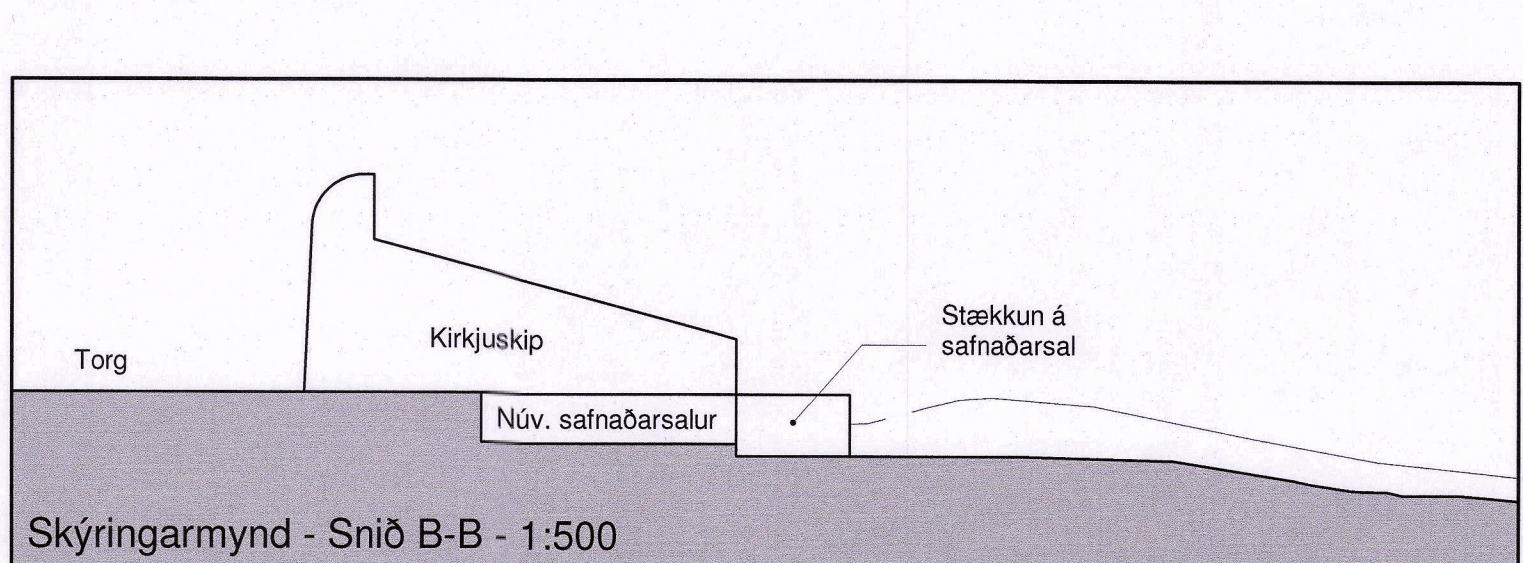 Stækkun á
safnaðarsal
Kirkjuskip
Torg
Núv. safnaðarsalur
Skýringarmynd - Snið B-B - 1:500